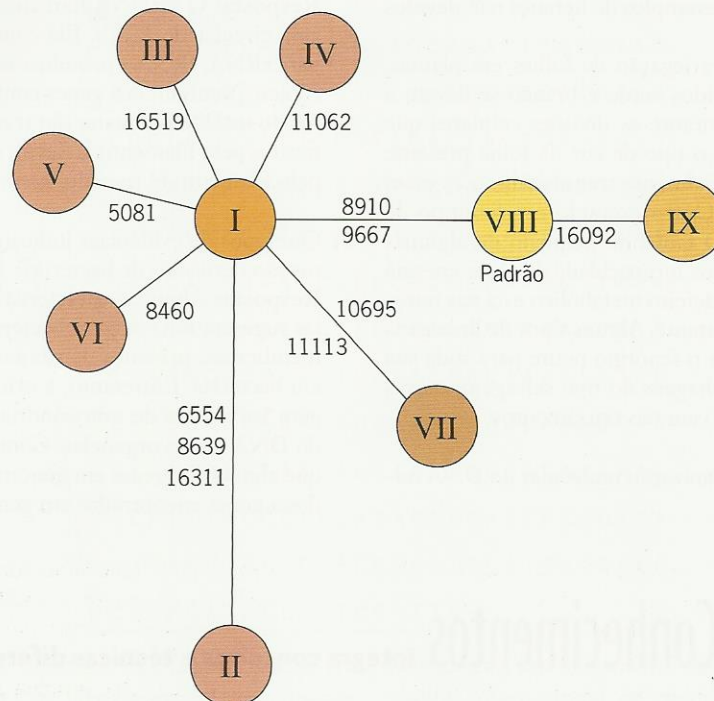 III
IV
16519
11062
V
I
5081
8910
VIII
IX
9667
16092
Padrão
VI
8460
10695
11113
VII
6554
8639
16311
II
Conhecimentos